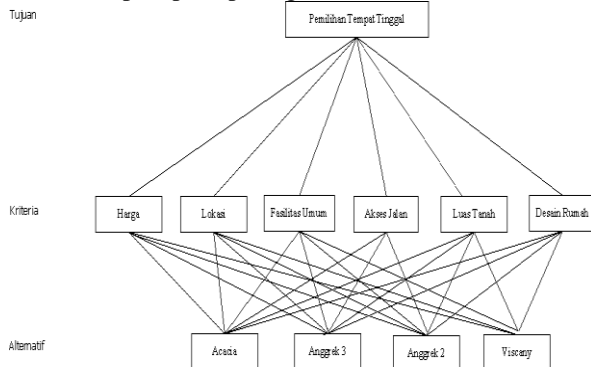 Tujuan
Pemilihan Tempat Tinggal
Kriteria
Harga
Lokasi
Fasilitas Umum
Akses Jalan
Luas Tanah
Desain Rumah
Alternatif
Acacia
Anggrek 3
Anggrek 2
Viscany